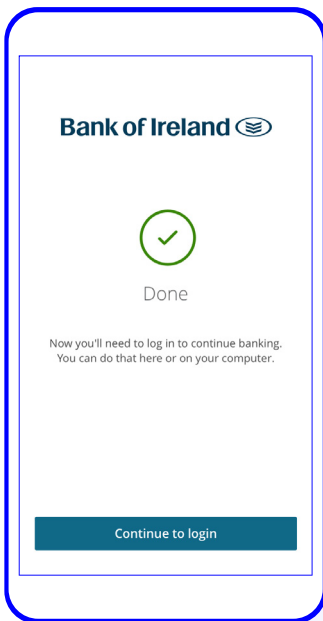 Bank of Ireland
Done
Now you'll need to log in to continue banking.
You can do that here or on your computer.
Continue to login